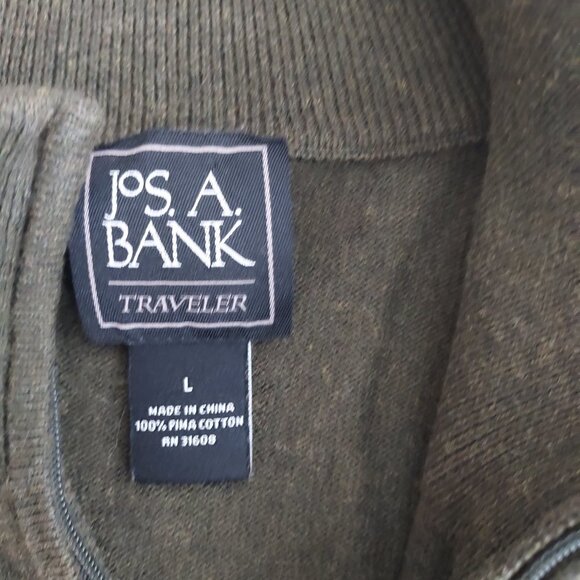 JOS. A.
BANK
TRAVELER
L
MADE IN CHINA
100% PIMA COTTON
RN 31608